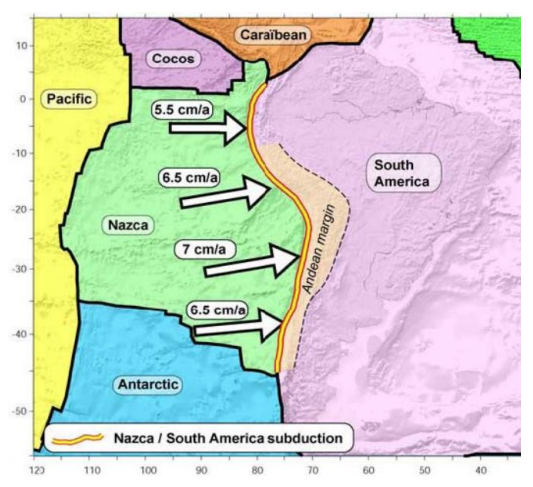 10
0
-10
-20
-30
-40
-50
Caraïbean
Cocos
Pacific
5.5 cm/a
6.5 cm/a
South
America
Nazca
7 cm/a
Andean margin
6.5 cm/a
Antarctic
Nazca / South America subduction
120 110 100 90 80 70 60 50 40